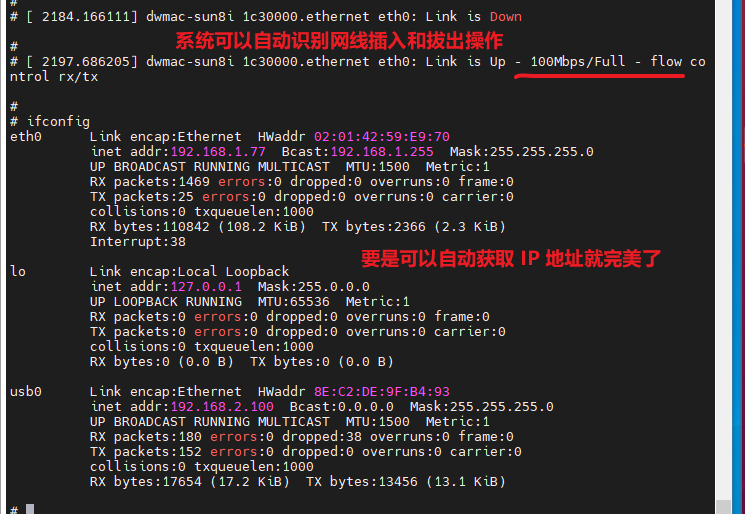 #
# [ 2184.166111] dwmac-sun8i 1c30000.ethernet eth0: Link is Down
系统可以自动识别网线插入和拔出操作
#
# [ 2197.686205] dwmac-sun8i 1c30000.ethernet eth0: Link is Up - 100Mbps/Full - flow co
ntrol rx/tx
#
# ifconfig
eth0 Link encap:Ethernet HWaddr 02:01:42:59:E9:70
inet addr:192.168.1.77 Bcast:192.168.1.255 Mask:255.255.255.0
UP BROADCAST RUNNING MULTICAST MTU:1500 Metric:1
RX packets:1469 errors:0 dropped:0 overruns:0 frame:0
TX packets:25 errors:0 dropped:0 overruns:0 carrier:0
collisions:0 txqueuelen:1000
RX bytes:110842 (108.2 KiB) TX bytes:2366 (2.3 KiB)
Interrupt:38
要是可以自动获取 IP 地址就完美了
lo Link encap:Local Loopback
inet addr:127.0.0.1 Mask:255.0.0.0
UP LOOPBACK RUNNING MTU:65536 Metric:1
RX packets:0 errors:0 dropped:0 overruns:0 frame:0
TX packets:0 errors:0 dropped:0 overruns:0 carrier:0
collisions:0 txqueuelen:1000
RX bytes:0 (0.0 B) TX bytes:0 (0.0 B)
usb0 Link encap:Ethernet HWaddr 8E:C2:DE:9F:B4:93
inet addr:192.168.2.100 Bcast:0.0.0.0 Mask:255.255.255.0
UP BROADCAST RUNNING MULTICAST MTU:1500 Metric:1
RX packets:180 errors:0 dropped:38 overruns:0 frame:0
TX packets:152 errors:0 dropped:0 overruns:0 carrier:0
collisions:0 txqueuelen:1000
RX bytes:17654 (17.2 KiB) TX bytes:13456 (13.1 KiB)
#